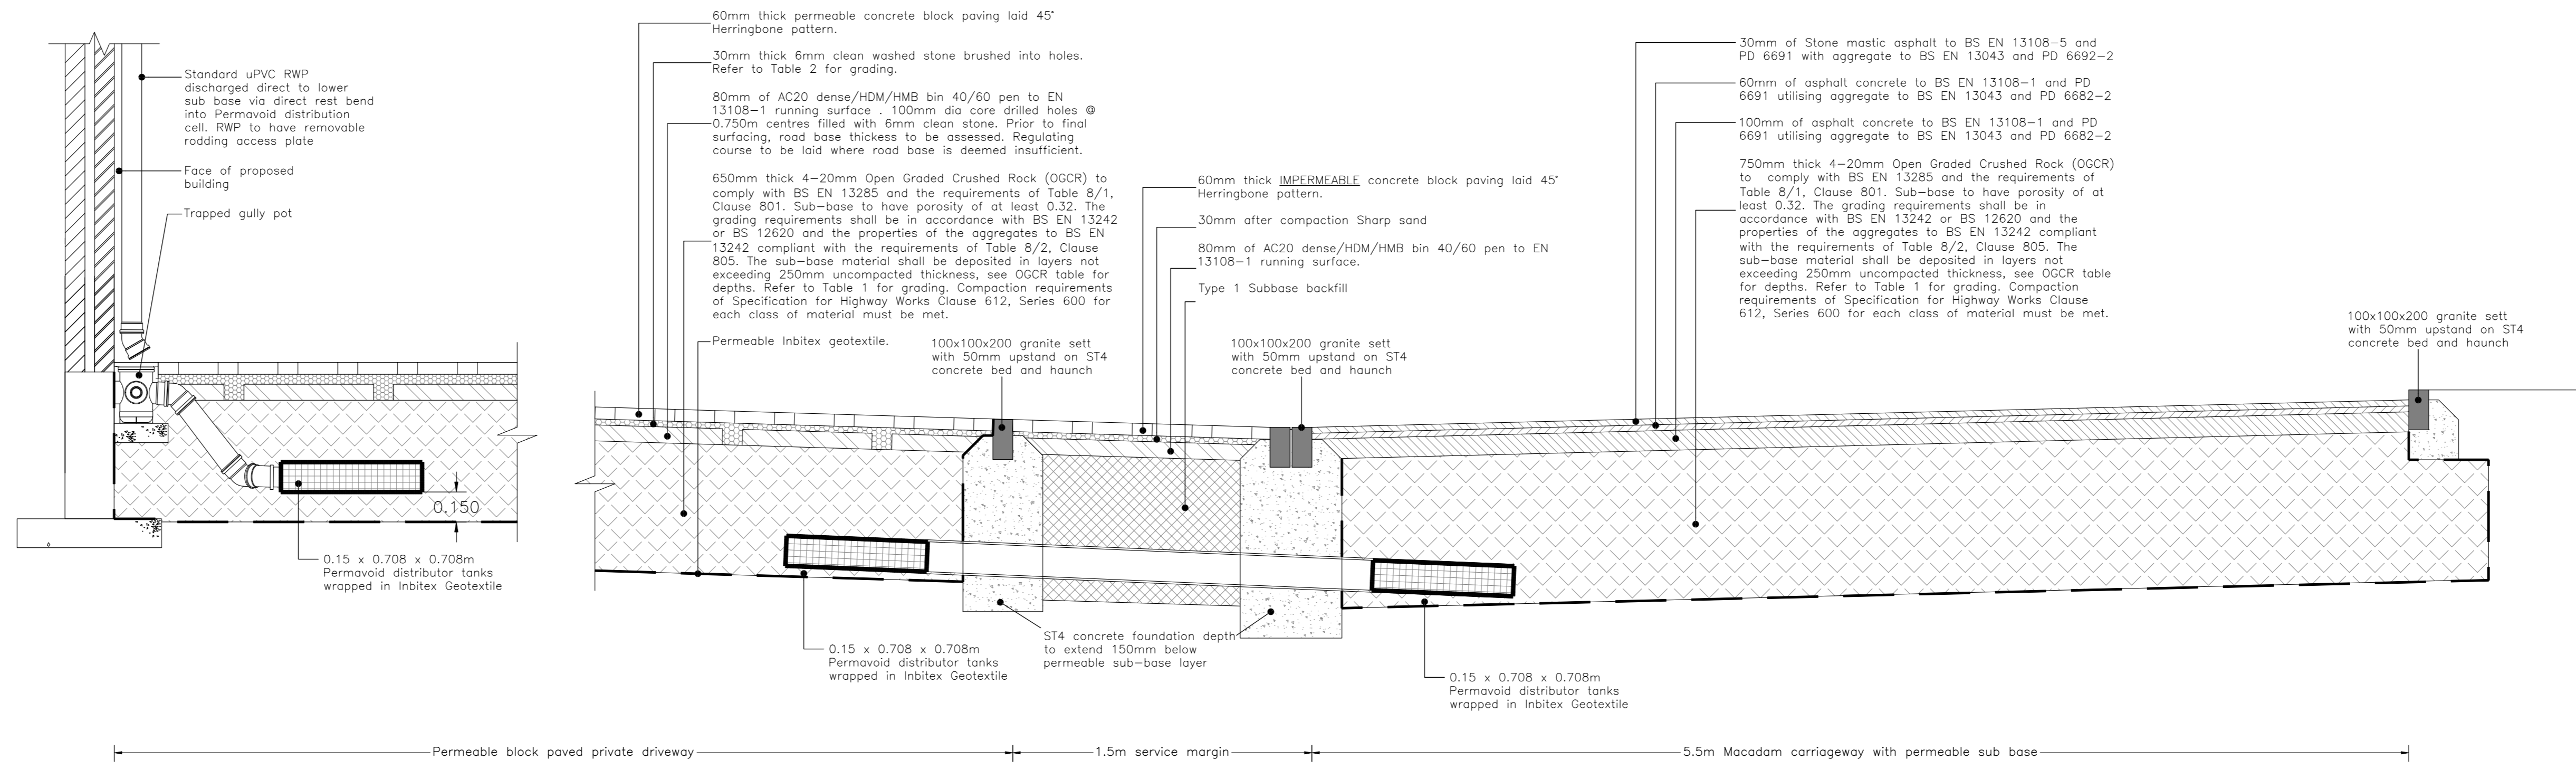 Standard uPVC RWP
discharged direct to lower
sub base via direct rest bend
into Permavoid distribution
cell. RWP to have removable
rodding access plate
Face of proposed
building
Trapped gully pot
0.150
0.15 x 0.708 x 0.708m
Permavoid distributor tanks
wrapped in Inbitex Geotextile
60mm thick permeable concrete block paving laid 45°
Herringbone pattern.
30mm thick 6mm clean washed stone brushed into holes.
Refer to Table 2 for grading.
80mm of AC20 dense/HDM/HMB bin 40/60 pen to EN
13108-1 running surface . 100mm dia core drilled holes @
0.750m centres filled with 6mm clean stone. Prior to final
surfacing, road base thickess to be assessed. Regulating
course to be laid where road base is deemed insufficient.
650mm thick 4-20mm Open Graded Crushed Rock (OGCR) to
comply with BS EN 13285 and the requirements of Table 8/1,
Clause 801. Sub-base to have porosity of at least 0.32. The
grading requirements shall be in accordance with BS EN 13242
or BS 12620 and the properties of the aggregates to BS EN
13242 compliant with the requirements of Table 8/2, Clause
805. The sub-base material shall be deposited in layers not
exceeding 250mm uncompacted thickness, see OGCR table for
depths. Refer to Table 1 for grading. Compaction requirements
of Specification for Highway Works Clause 612, Series 600 for
each class of material must be met.
Permeable Inbitex geotextile.
100x100x200 granite sett
with 50mm upstand on ST4
concrete bed and haunch
60mm thick IMPERMEABLE concrete block paving laid 45°
Herringbone pattern.
30mm after compaction Sharp sand
80mm of AC20 dense/HDM/HMB bin 40/60 pen to EN
13108-1 running surface.
Type 1 Subbase backfill
100x100x200 granite sett
with 50mm upstand on ST4
concrete bed and haunch
30mm of Stone mastic asphalt to BS EN 13108-5 and
PD 6691 with aggregate to BS EN 13043 and PD 6692-2
60mm of asphalt concrete to BS EN 13108-1 and PD
6691 utilising aggregate to BS EN 13043 and PD 6682-2
100mm of asphalt concrete to BS EN 13108-1 and PD
6691 utilising aggregate to BS EN 13043 and PD 6682-2
750mm thick 4-20mm Open Graded Crushed Rock (OGCR)
to comply with BS EN 13285 and the requirements of
Table 8/1, Clause 801. Sub-base to have porosity of at
least 0.32. The grading requirements shall be in
accordance with BS EN 13242 or BS 12620 and the
properties of the aggregates to BS EN 13242 compliant
with the requirements of Table 8/2, Clause 805. The
sub-base material shall be deposited in layers not
exceeding 250mm uncompacted thickness, see OGCR table
for depths. Refer to Table 1 for grading. Compaction
requirements of Specification for Highway Works Clause
612, Series 600 for each class of material must be met.
100x100x200 granite sett
with 50mm upstand on ST4
concrete bed and haunch
0.15 x 0.708 x 0.708m
Permavoid distributor tanks
wrapped in Inbitex Geotextile
ST4 concrete foundation depth
to extend 150mm below
permeable sub-base layer
0.15 x 0.708 x 0.708m
Permavoid distributor tanks
wrapped in Inbitex Geotextile
Permeable block paved private driveway
1.5m service margin
5.5m Macadam carriageway with permeable sub base